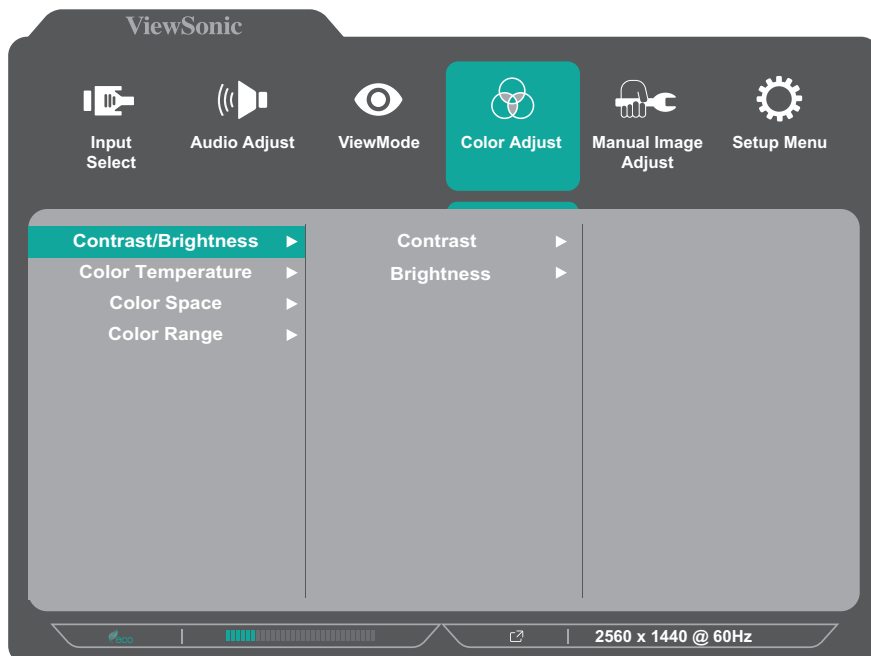 ViewSonic
Input
Select
Audio Adjust
ViewMode
Color Adjust
Manual Image
Adjust
Setup Menu
Contrast/Brightness
Color Temperature
Color Space
Color Range
Contrast
Brightness
eco
2560 x 1440 @ 60Hz